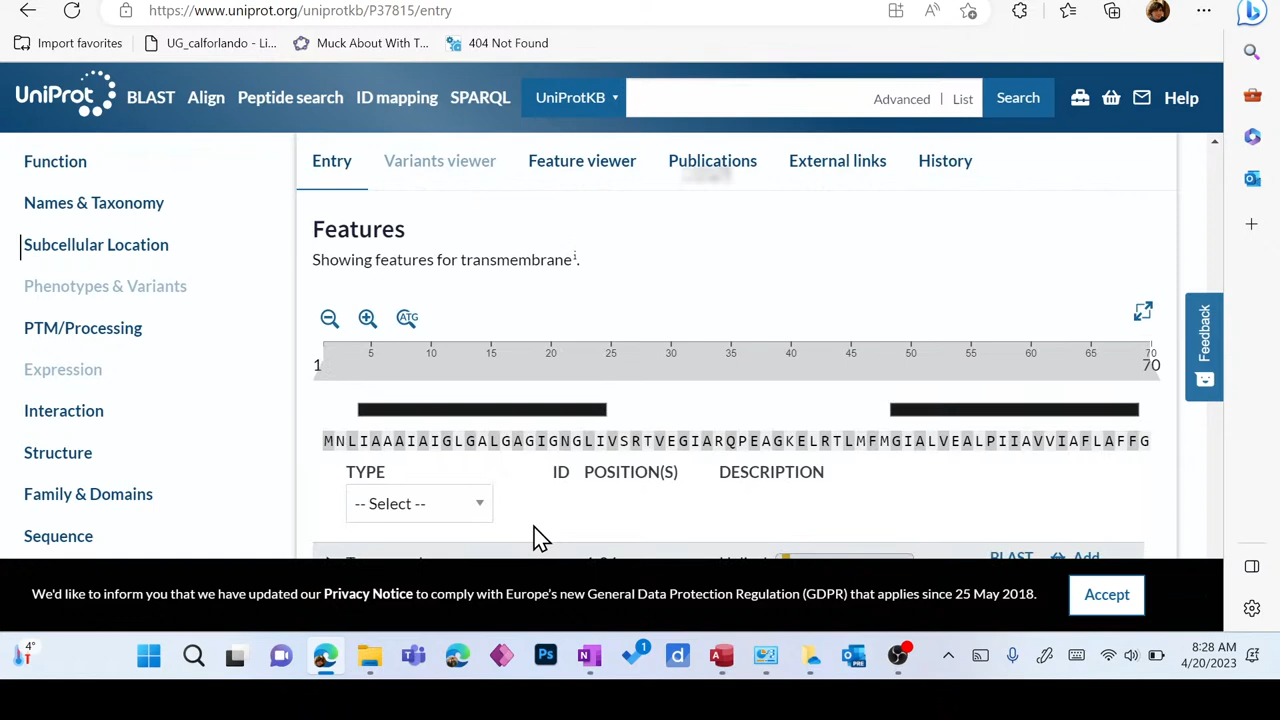 https://www.uniprot.org/uniprotkb/P37815/entry
Import favorites
UG_calforlando - Li...
Muck About With T...
404 Not Found
UniProt
BLAST
Align
Peptide search
ID mapping
SPARQL
UniProtKB
Advanced | List
Search
Help
Function
Names & Taxonomy
Subcellular Location
Phenotypes & Variants
PTM/Processing
Expression
Interaction
Structure
Family & Domains
Sequence
Entry
Variants viewer
Feature viewer
Publications
External links
History
Features
Showing features for transmembraneⁱ.
ATG
5 10 15 20 25 30 35 40 45 50 55 60 65 70
1 70
MNLIAAAIAIGLGALGAGIGNGLIVSRTVEGIARQPEAGKELRTLMFMGIALVEALPIIAVVIAFLAFFG
TYPE
ID
POSITION(S)
DESCRIPTION
-- Select --
BLAST
Add
Feedback
We'd like to inform you that we have updated our Privacy Notice to comply with Europe's new General Data Protection Regulation (GDPR) that applies since 25 May 2018.
Accept
4°
Ps
1
d
PRE
8:28 AM
4/20/2023